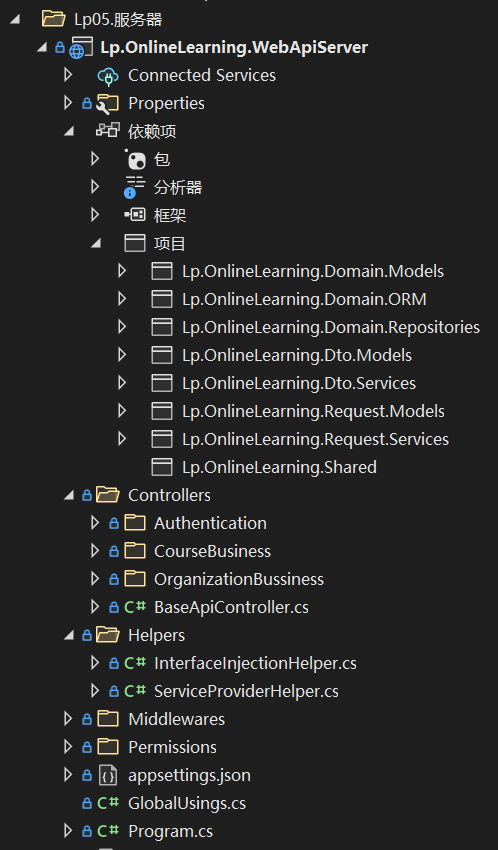 Lp05.服务器
Lp.OnlineLearning.WebApiServer
Connected Services
Properties
依赖项
包
分析器
框架
项目
Lp.OnlineLearning.Domain.Models
Lp.OnlineLearning.Domain.ORM
Lp.OnlineLearning.Domain.Repositories
Lp.OnlineLearning.Dto.Models
Lp.OnlineLearning.Dto.Services
Lp.OnlineLearning.Request.Models
Lp.OnlineLearning.Request.Services
Lp.OnlineLearning.Shared
Controllers
Authentication
CourseBusiness
OrganizationBussiness
C# BaseApiController.cs
Helpers
C# InterfaceInjectionHelper.cs
C# ServiceProviderHelper.cs
Middlewares
Permissions
appsettings.json
C# GlobalUsings.cs
C# Program.cs